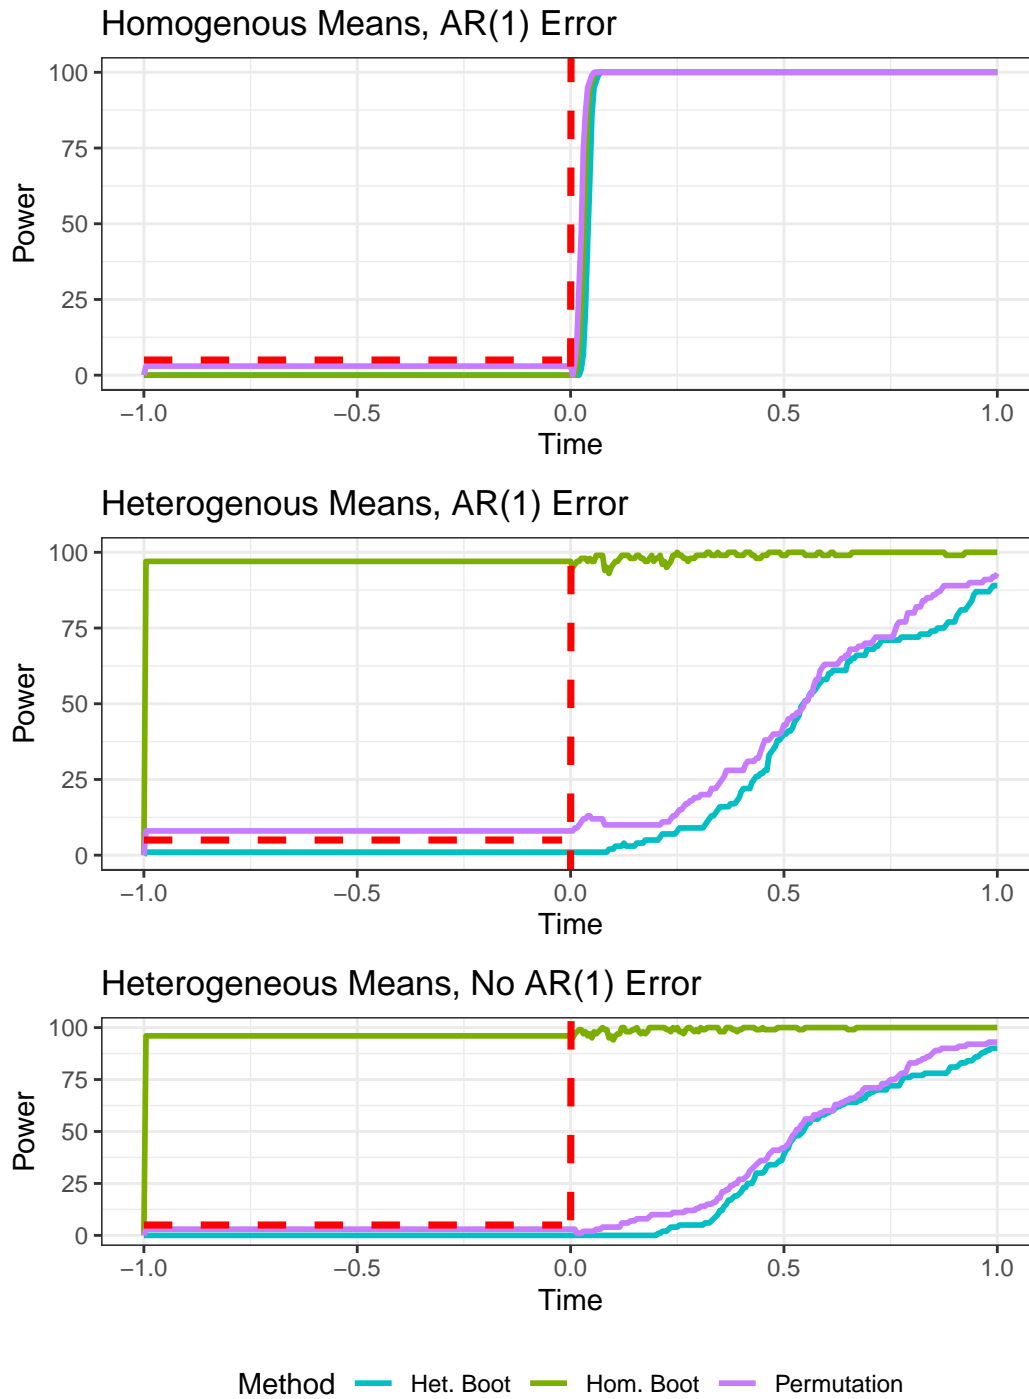 Homogenous Means, AR(1) Error
100
75
50
25
0
Power
−1.0 −0.5 0.0 0.5 1.0
Time
Heterogenous Means, AR(1) Error
100
75
50
25
0
Power
−1.0 −0.5 0.0 0.5 1.0
Time
Heterogeneous Means, No AR(1) Error
100
75
50
25
0
Power
−1.0 −0.5 0.0 0.5 1.0
Time
Method Het. Boot Hom. Boot Permutation